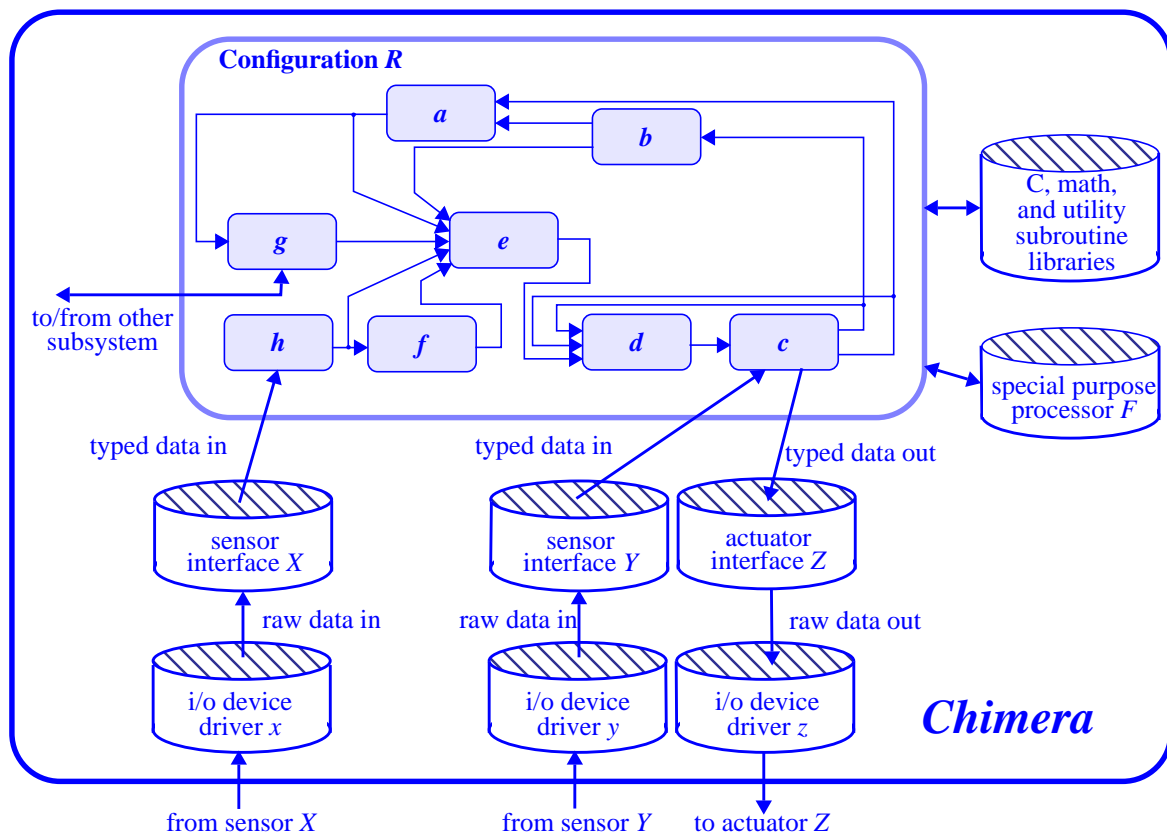 Configuration R
a
b
C, math,
and utility
subroutine
libraries
g
e
to/from other
subsystem
h
f
d
c
special purpose
processor F
typed data in
typed data in
typed data out
sensor
interface X
sensor
interface Y
actuator
interface Z
raw data in
raw data in
raw data out
i/o device
driver x
i/o device
driver y
i/o device
driver z
Chimera
from sensor X
from sensor Y
to actuator Z